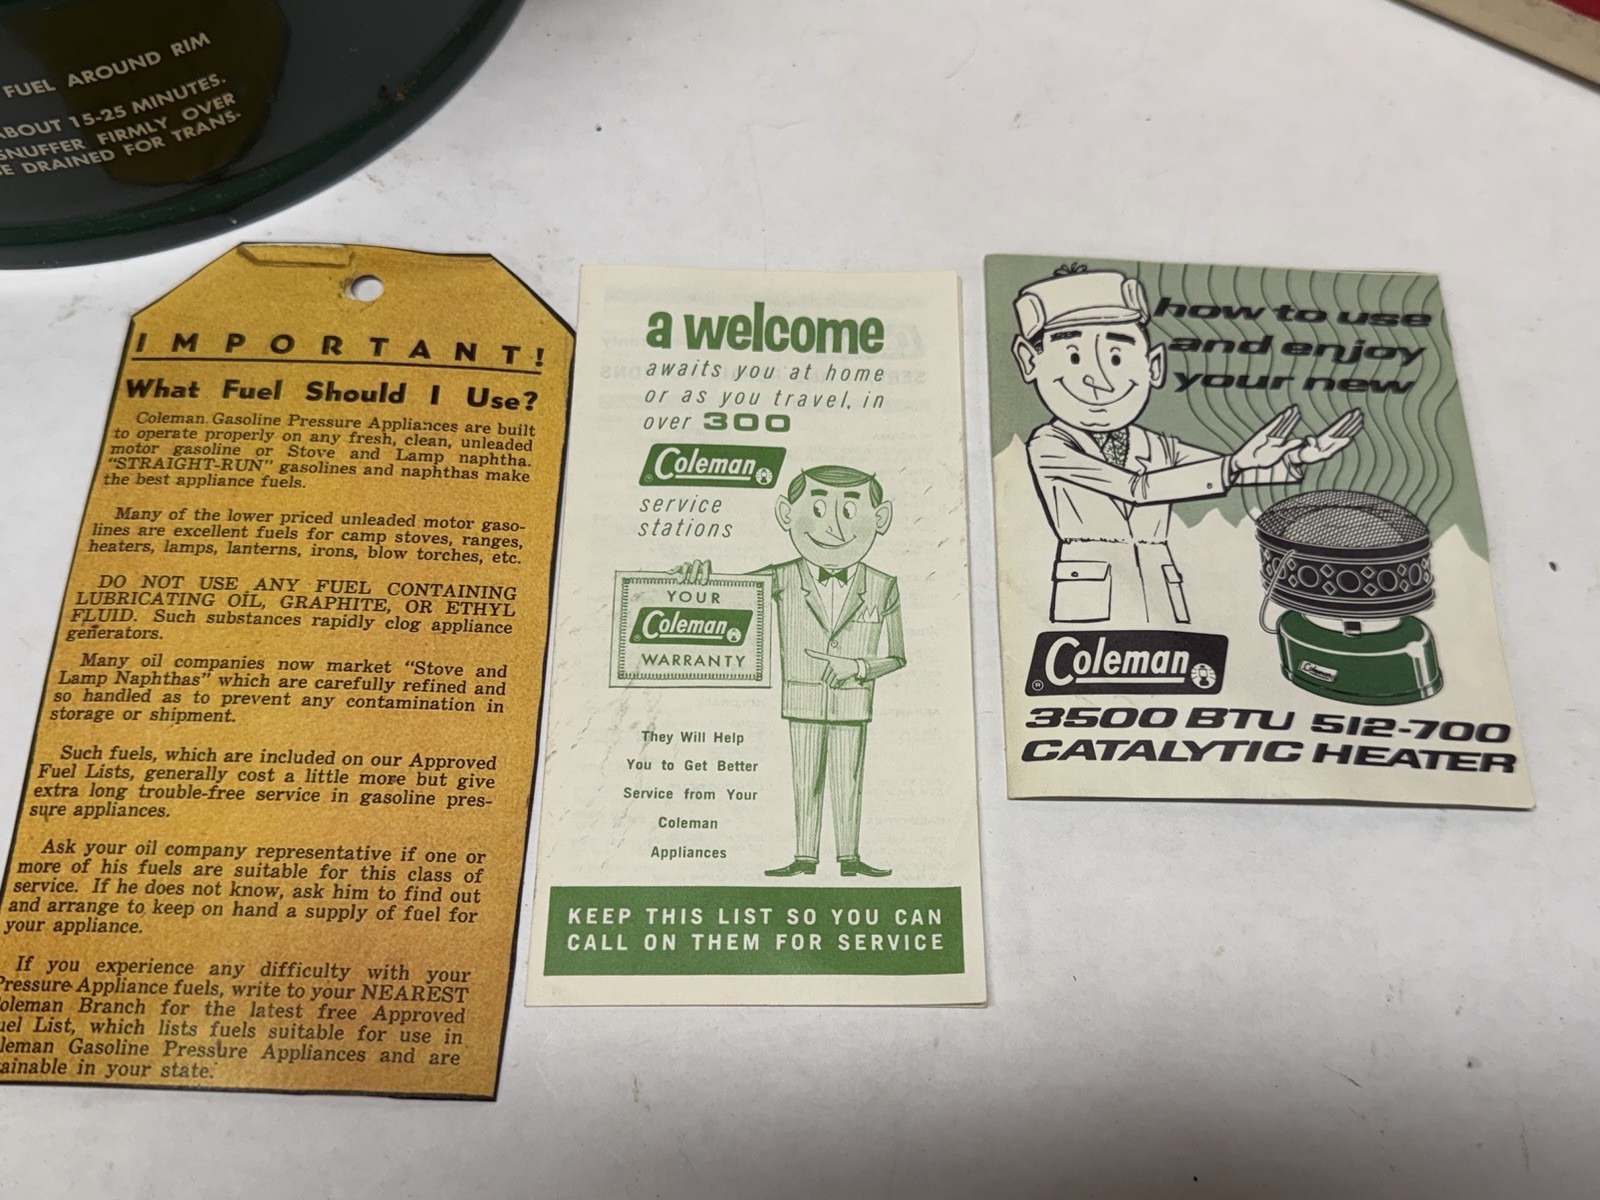 FUEL AROUND RIM
ABOUT 15-25 MINUTES.
SNUFFER FIRMLY OVER
DRAINED FOR TRANS-
IMPORTANT!
What Fuel Should I Use?
Coleman Gasoline Pressure Appliances are built
to operate properly on any fresh, clean, unleaded
motor gasoline or Stove and Lamp naphtha.
"STRAIGHT-RUN" gasolines and naphthas make
the best appliance fuels.
Many of the lower priced unleaded motor gaso-
lines are excellent fuels for camp stoves, ranges,
heaters, lamps, lanterns, irons, blow torches, etc.
DO NOT USE ANY FUEL CONTAINING
LUBRICATING OIL, GRAPHITE, OR ETHYL
FLUID. Such substances rapidly clog appliance
generators.
Many oil companies now market "Stove and
Lamp Naphthas" which are carefully refined and
so handled as to prevent any contamination in
storage or shipment.
Such fuels, which are included on our Approved
Fuel Lists, generally cost a little more but give
extra long trouble-free service in gasoline pres-
sure appliances.
Ask your oil company representative if one or
more of his fuels are suitable for this class of
service. If he does not know, ask him to find out
and arrange to keep on hand a supply of fuel for
your appliance.
If you experience any difficulty with your
Pressure Appliance fuels, write to your NEAREST
oleman Branch for the latest free Approved
uel List, which lists fuels suitable for use in
leman Gasoline Pressure Appliances and are
ainable in your state.
a welcome
awaits you at home
or as you travel, in
over 300
Coleman
service
stations
YOUR
Coleman
WARRANTY
They Will Help
You to Get Better
Service from Your
Coleman
Appliances
KEEP THIS LIST SO YOU CAN
CALL ON THEM FOR SERVICE
how to use
and enjoy
your new
Coleman
Coleman
3500 BTU 512-700
CATALYTIC HEATER